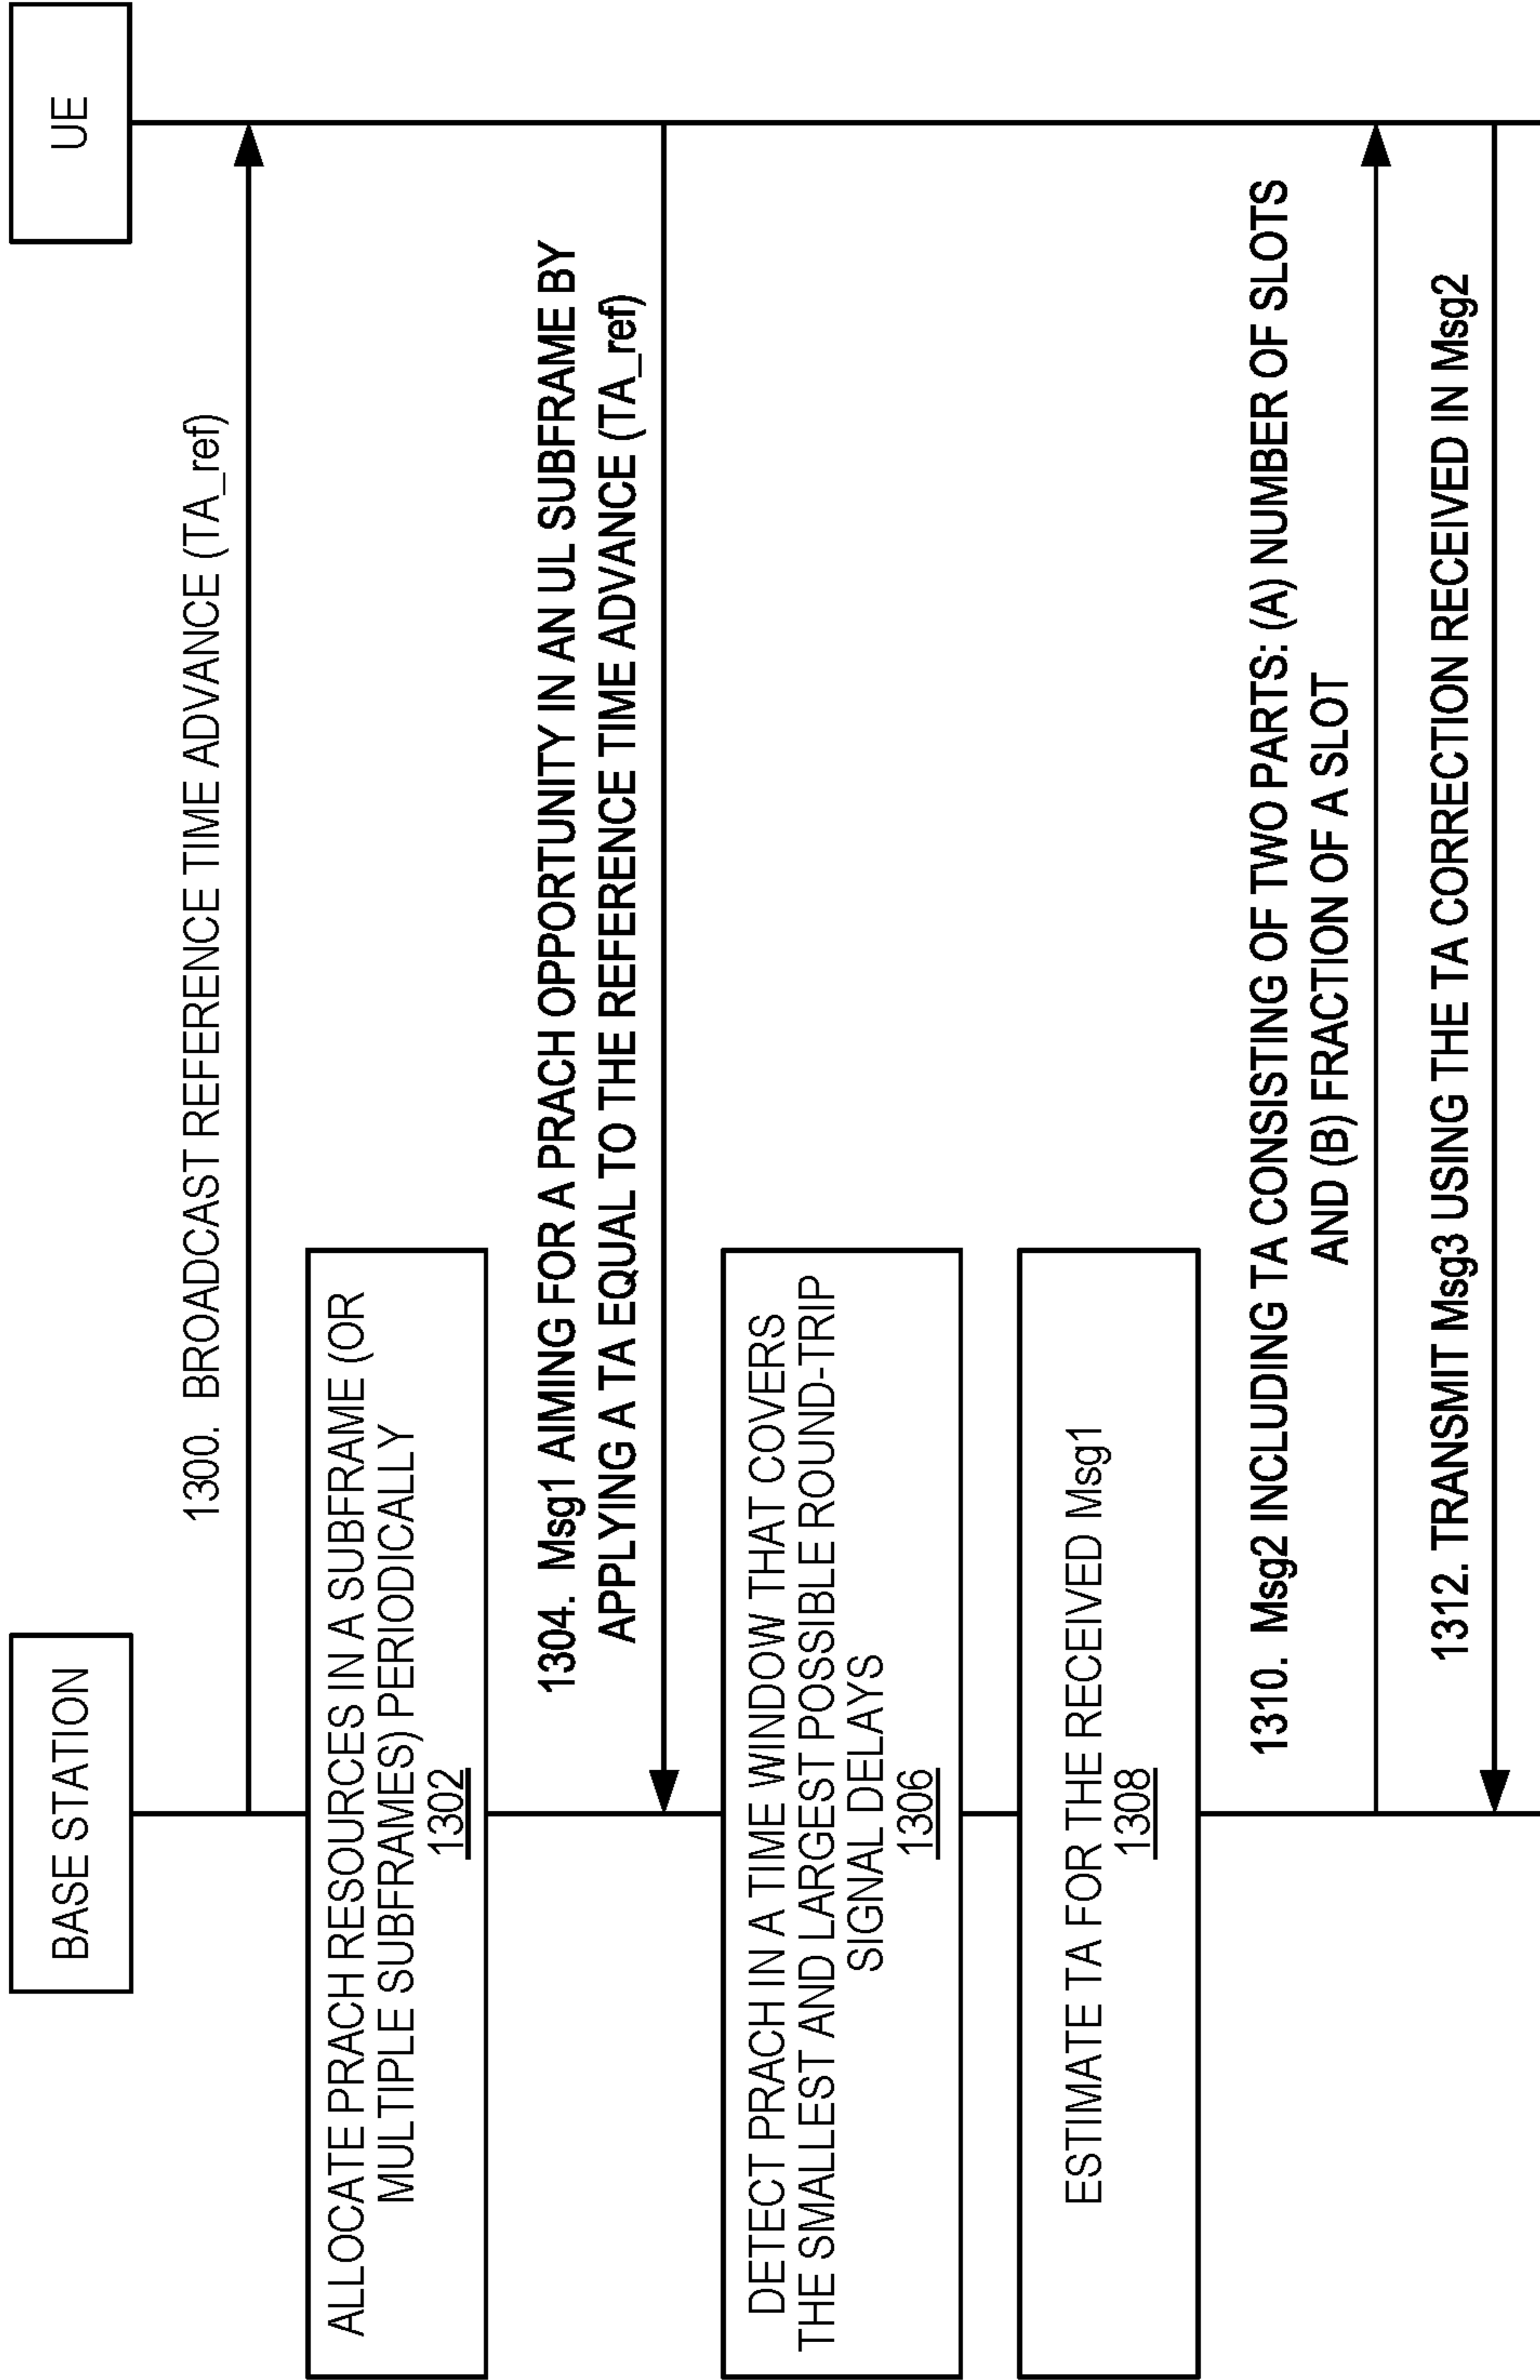 BASE STATION
UE
1300. BROADCAST REFERENCE TIME ADVANCE (TA_ref)
ALLOCATE PRACH RESOURCES IN A SUBFRAME (OR
MULTIPLE SUBFRAMES) PERIODICALLY
1302
1304. Msg1 AIMING FOR A PRACH OPPORTUNITY IN AN UL SUBFRAME BY
APPLYING A TA EQUAL TO THE REFERENCE TIME ADVANCE (TA_ref)
DETECT PRACH IN A TIME WINDOW THAT COVERS
THE SMALLEST AND LARGEST POSSIBLE ROUND-TRIP
SIGNAL DELAYS
1306
ESTIMATE TA FOR THE RECEIVED Msg1
1308
1310. Msg2 INCLUDING TA CONSISTING OF TWO PARTS: (A) NUMBER OF SLOTS
AND (B) FRACTION OF A SLOT
1312. TRANSMIT Msg3 USING THE TA CORRECTION RECEIVED IN Msg2